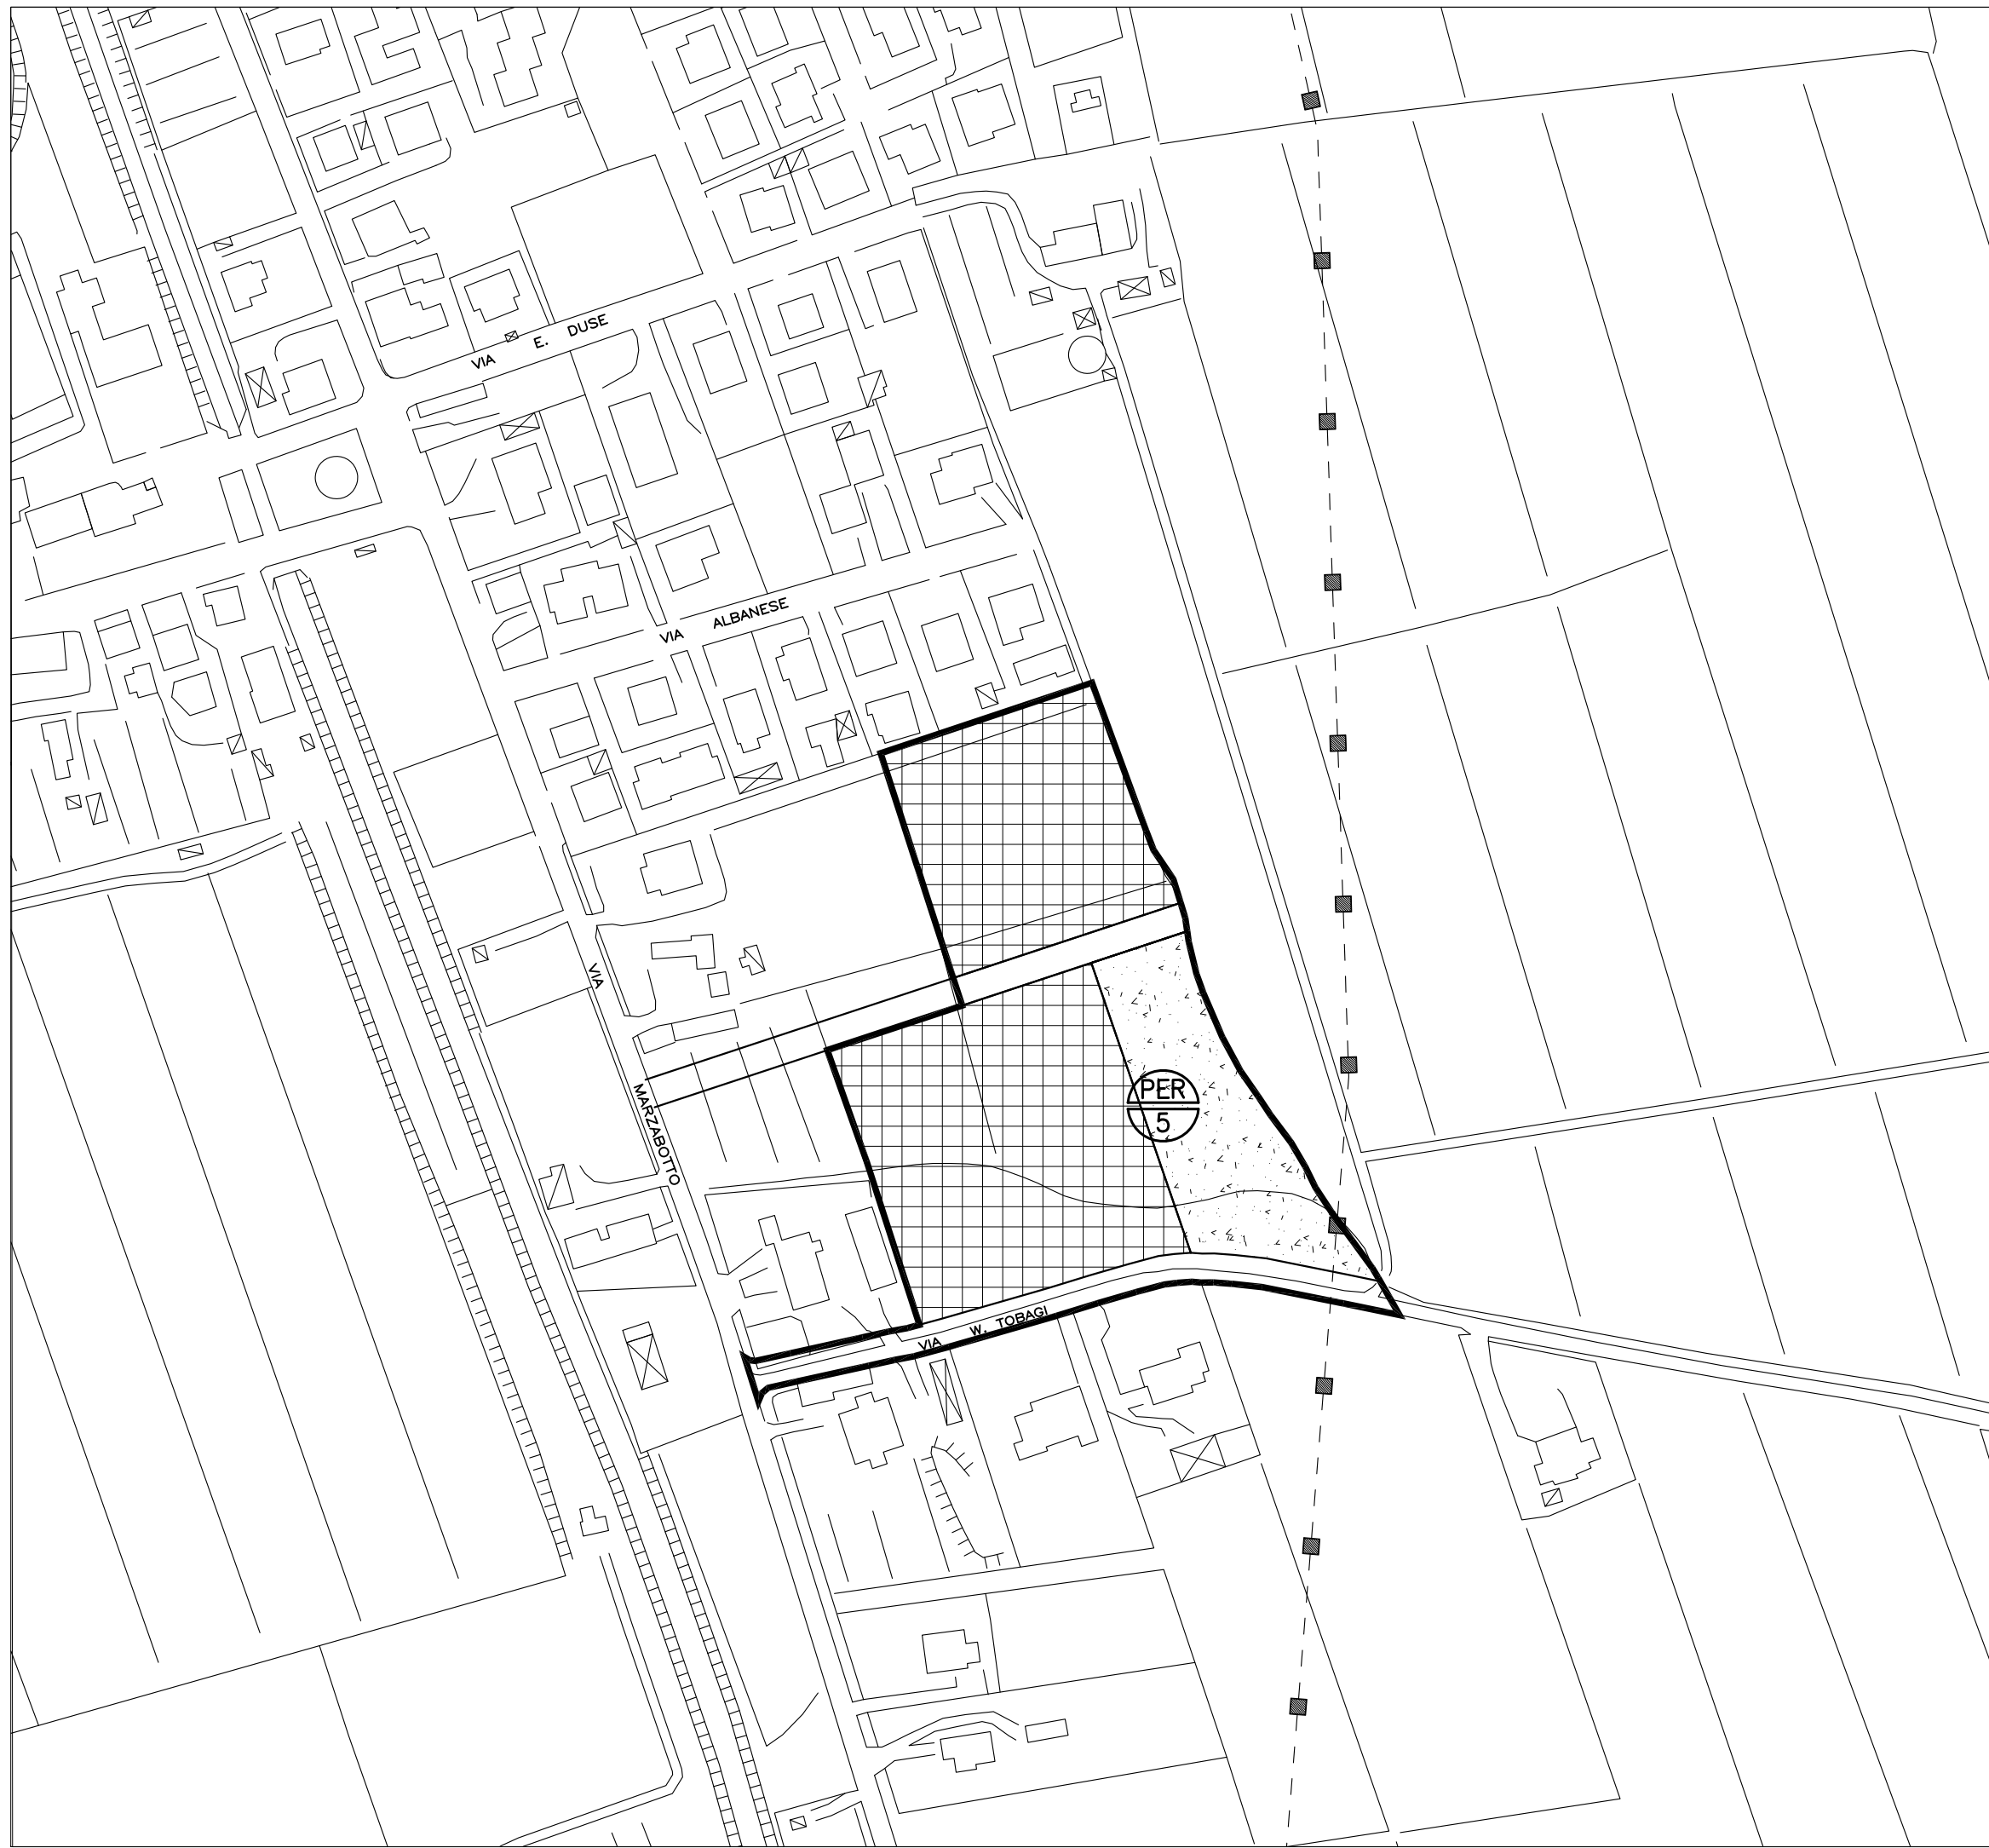 VIA E. DUSE
VIA ALBANESE
VIA MARZABOTTO
PER
5
VIA W. TOBAGI